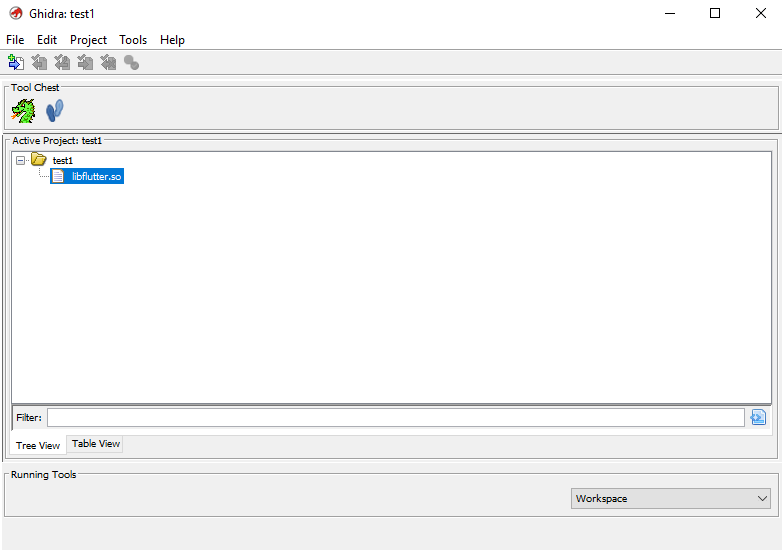 Ghidra: test1
File Edit Project Tools Help
Tool Chest
Active Project: test1
test1
libflutter.so
Filter:
Tree View Table View
Running Tools
Workspace